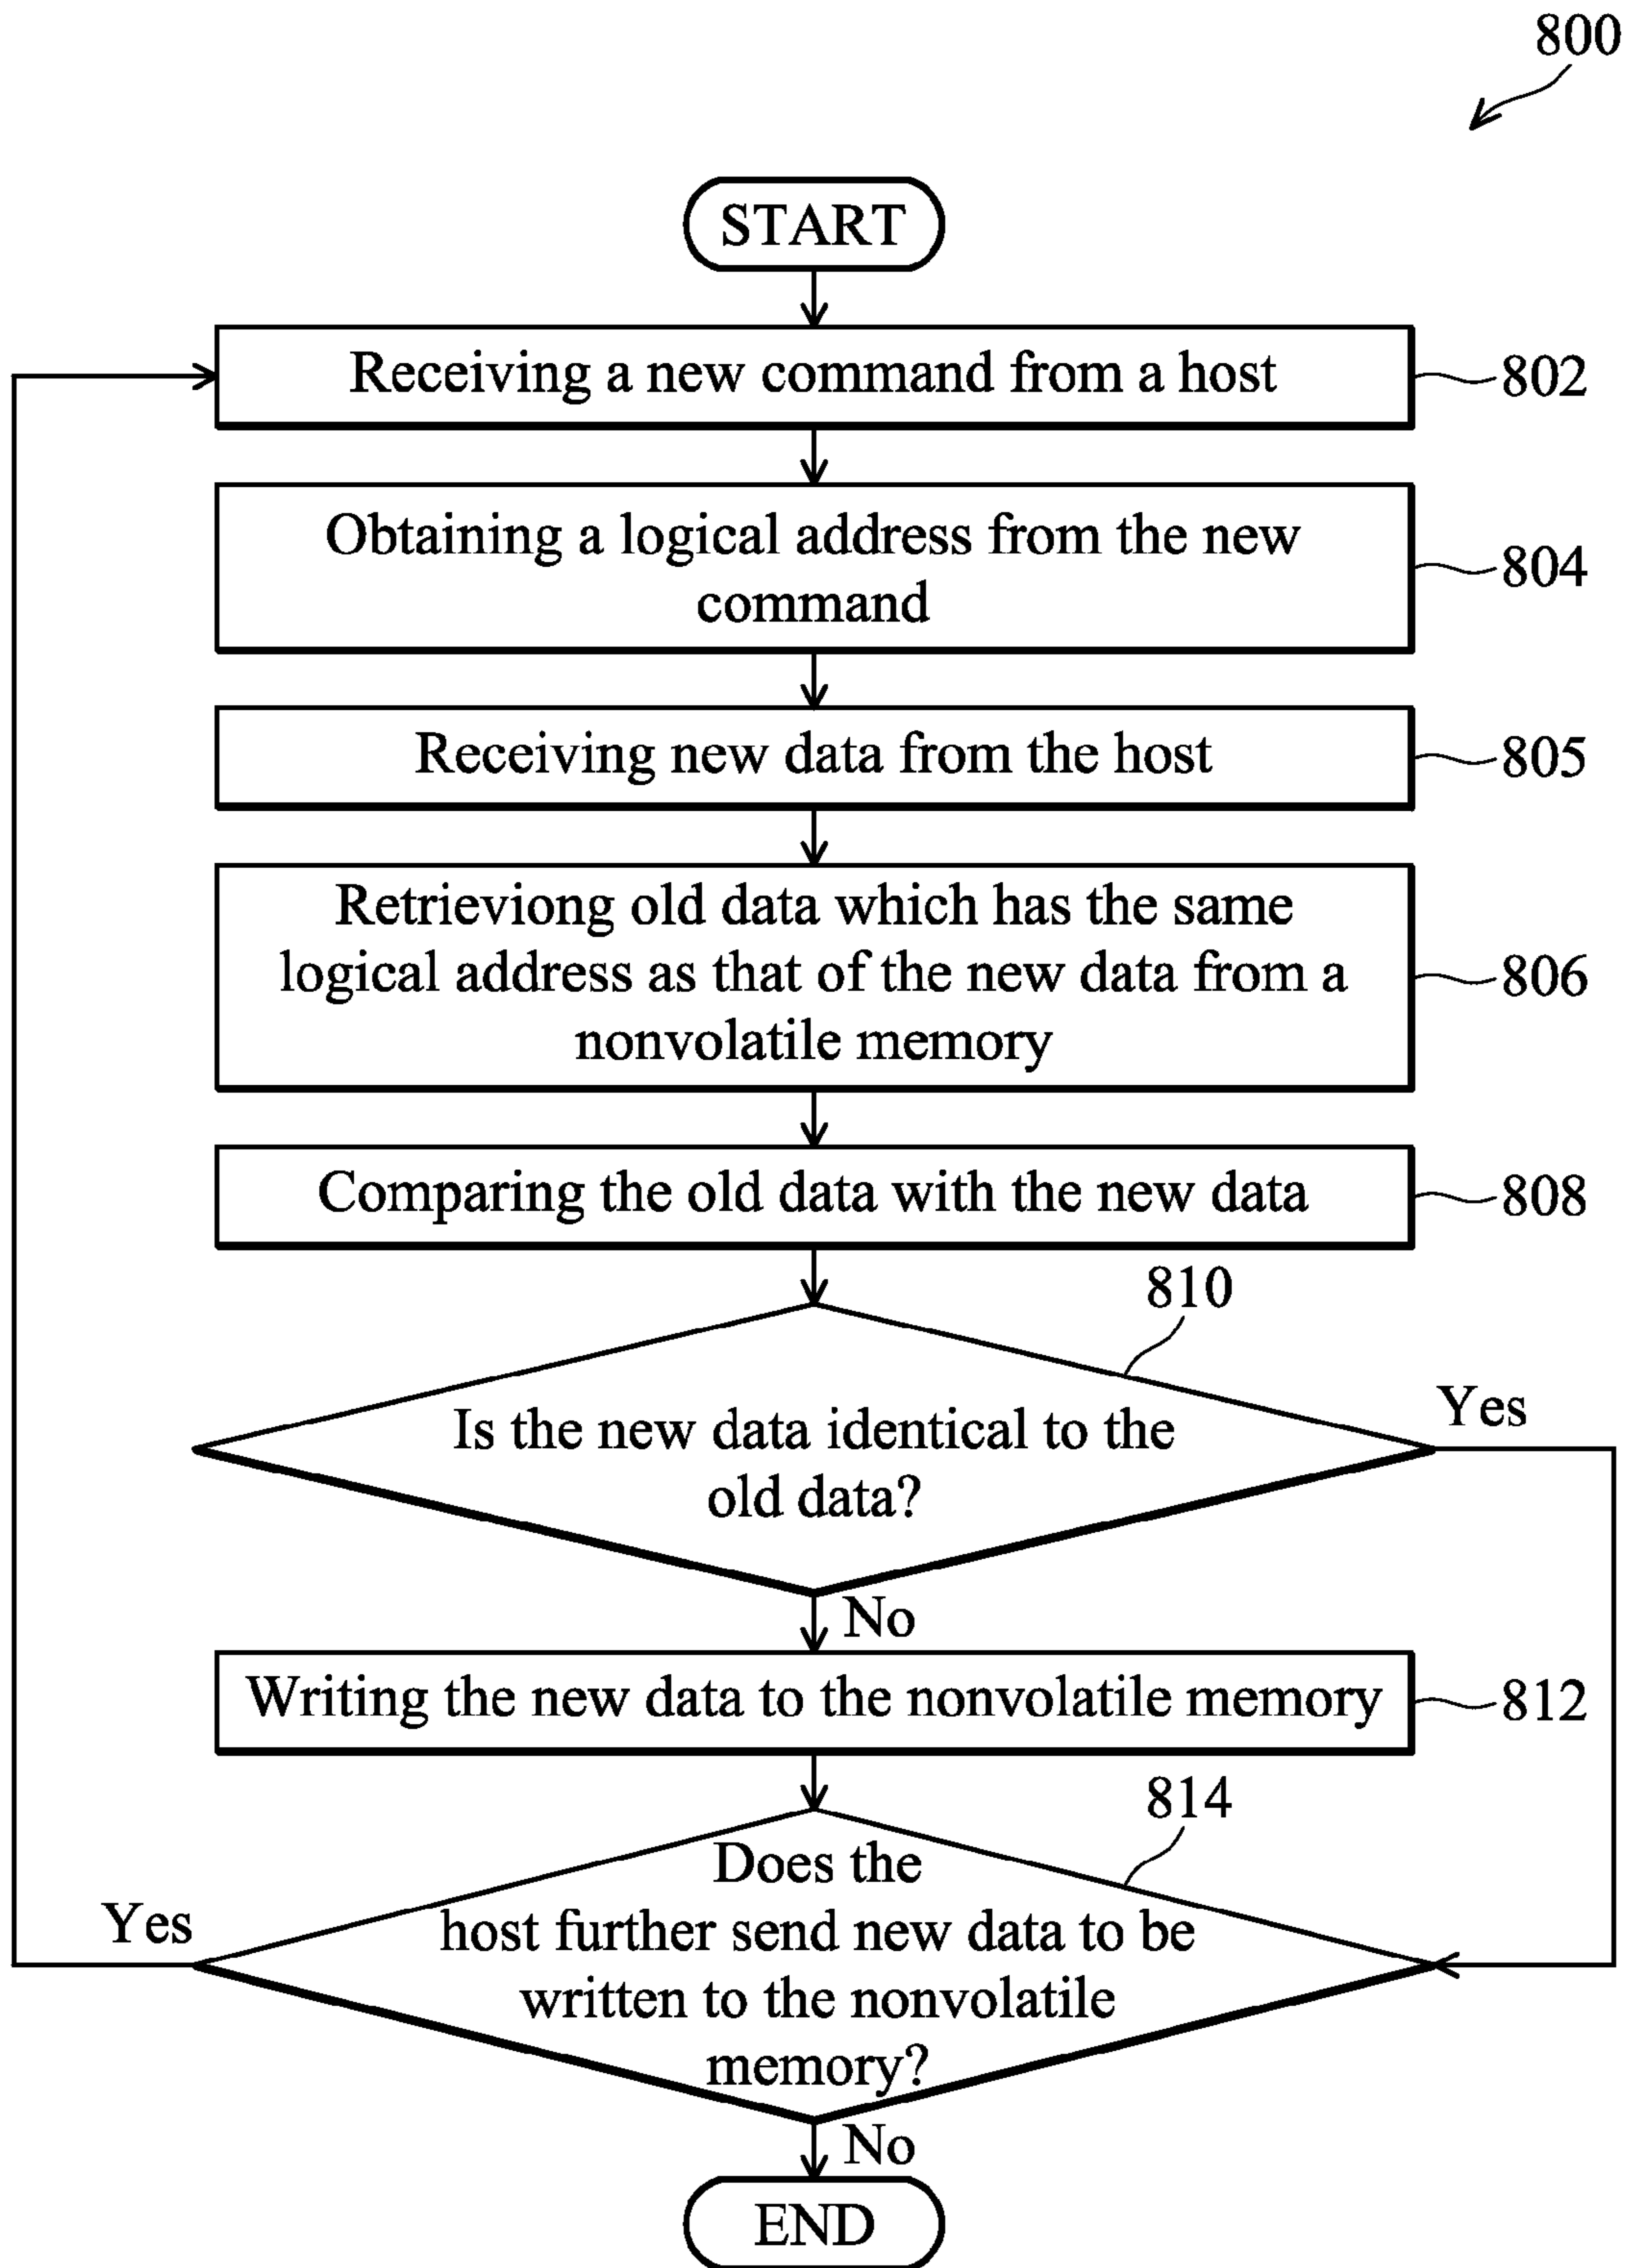 800
START
Receiving a new command from a host
802
Obtaining a logical address from the new
command
804
Receiving new data from the host
805
Retrieviong old data which has the same
logical address as that of the new data from a
nonvolatile memory
806
Comparing the old data with the new data
808
810
Is the new data identical to the
old data?
Yes
No
Writing the new data to the nonvolatile memory
812
814
Does the
host further send new data to be
written to the nonvolatile
memory?
Yes
No
END